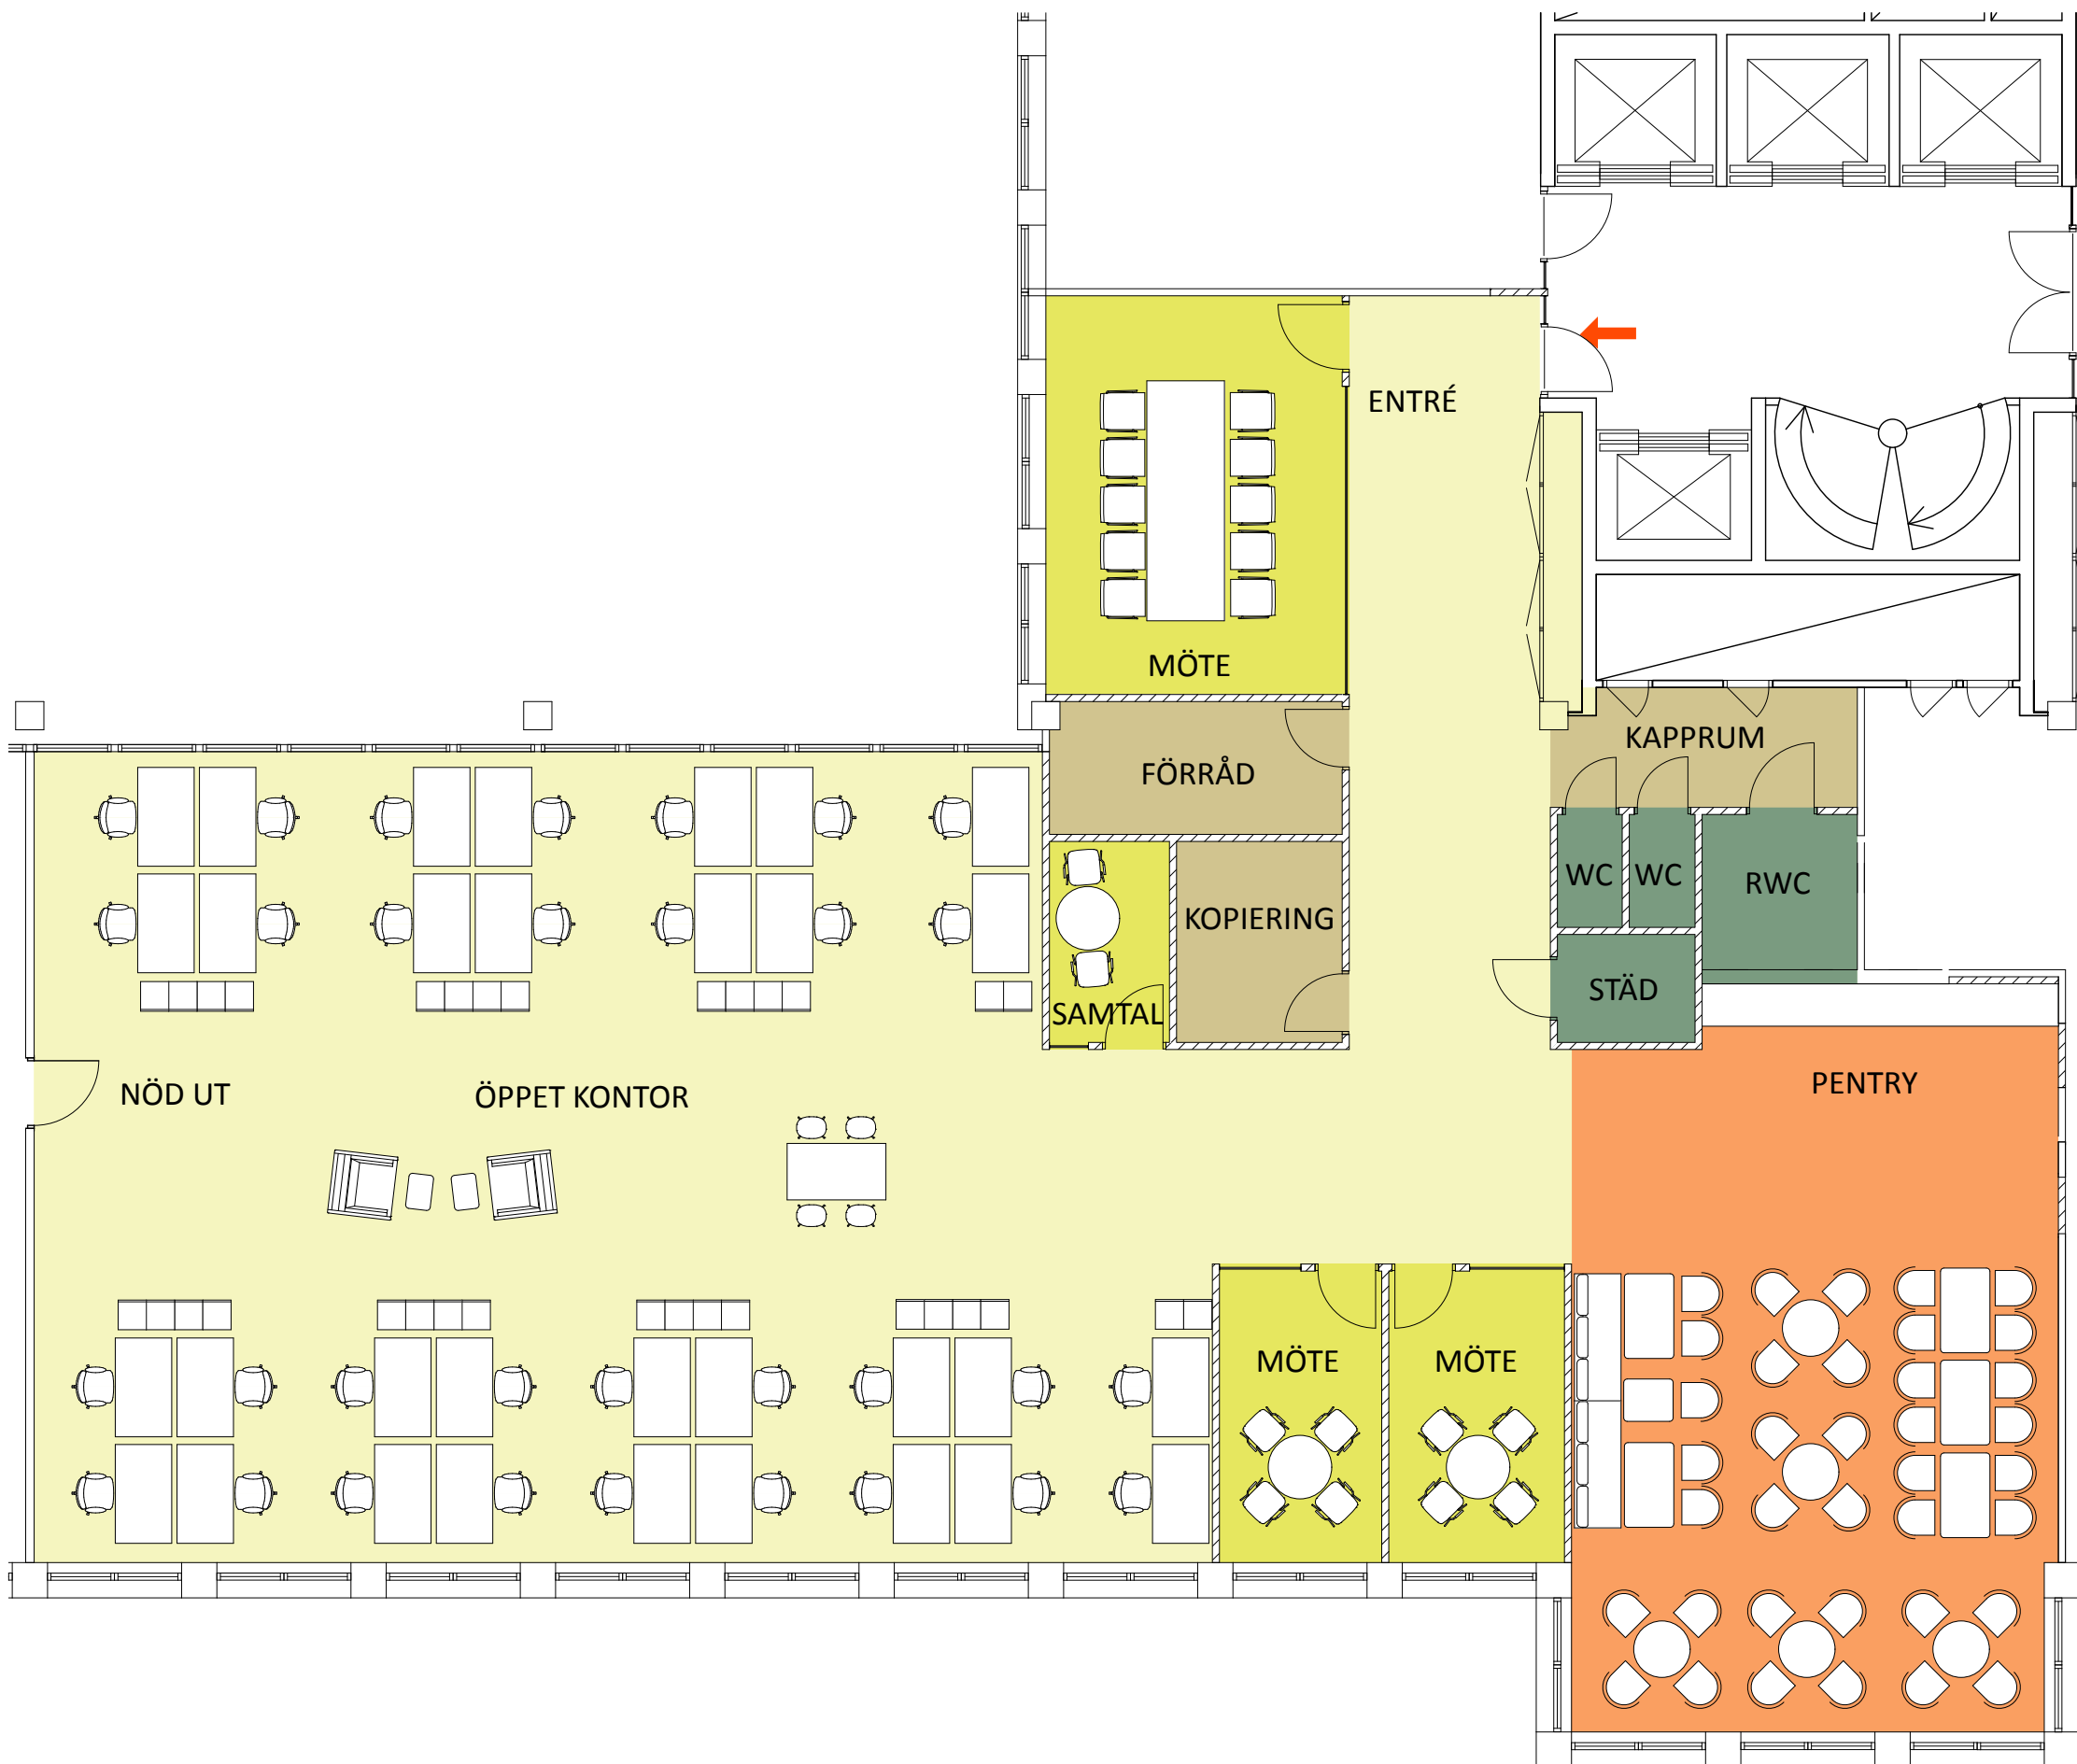 ENTRÉ
MÖTE
KAPPRUM
FÖRRÅD
WC
WC
RWC
KOPIERING
STÄD
SAMTAL
PENTRY
NÖD UT
ÖPPET KONTOR
MÖTE
MÖTE